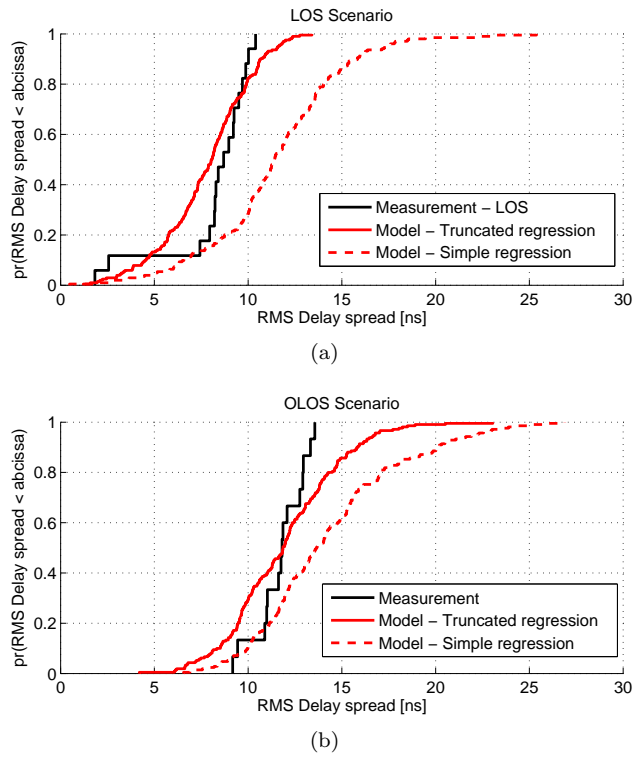 LOS Scenario
1
0.8
0.6
0.4
0.2
0
pr(RMS Delay spread < abcissa)
Measurement − LOS
Model − Truncated regression
Model − Simple regression
0 5 10 15 20 25 30
RMS Delay spread [ns]
(a)
OLOS Scenario
1
0.8
0.6
0.4
0.2
0
pr(RMS Delay spread < abcissa)
Measurement
Model − Truncated regression
Model − Simple regression
0 5 10 15 20 25 30
RMS Delay spread [ns]
(b)